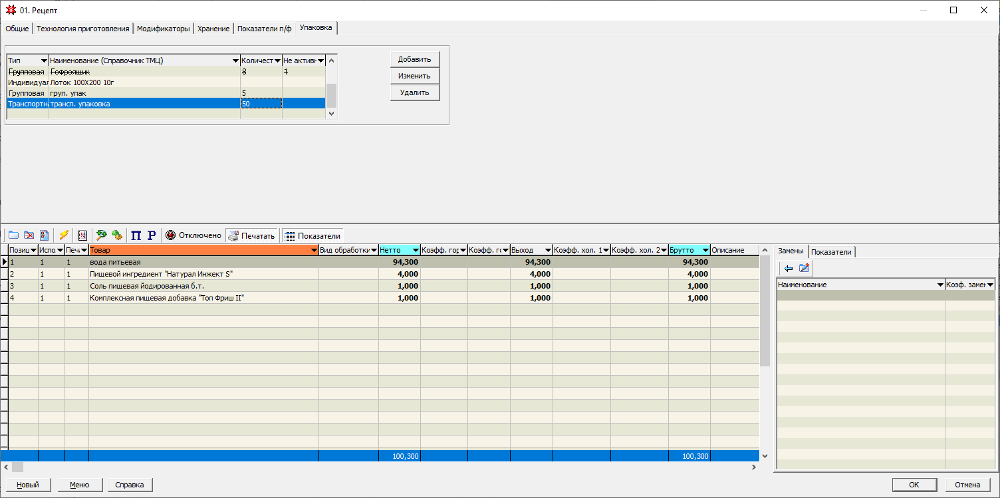 01. Рецепт
Общие Технология приготовления Модификаторы Хранение Показатели п/ф Упаковка
Тип Наименование (Справочник ТМЦ) Количест Не активн
Групповая Гофроящик 8 1
Индивидуал Лоток 100X200 10г
Групповая груп. упак 5
Транспортн трансп. упаковка 50
Добавить
Изменить
Удалить
П Р Отключено Печатать Показатели
Позиц Испо Печ Товар Вид обработки Нетто Коэфф. гор Коэфф. го Выход Коэфф. хол. 1 Коэфф. хол. 2 Брутто Описание
1 1 1 вода питьевая 94,300 94,300 94,300
2 1 1 Пищевой ингредиент "Натурал Инжект S" 4,000 4,000 4,000
3 1 1 Соль пищевая йодированная б.т. 1,000 1,000 1,000
4 1 1 Комплексная пищевая добавка "Топ Фриш II" 1,000 1,000 1,000
100,300 100,300
Замены Показатели
Наименование Коэф. замен
Новый Меню Справка OK Отмена